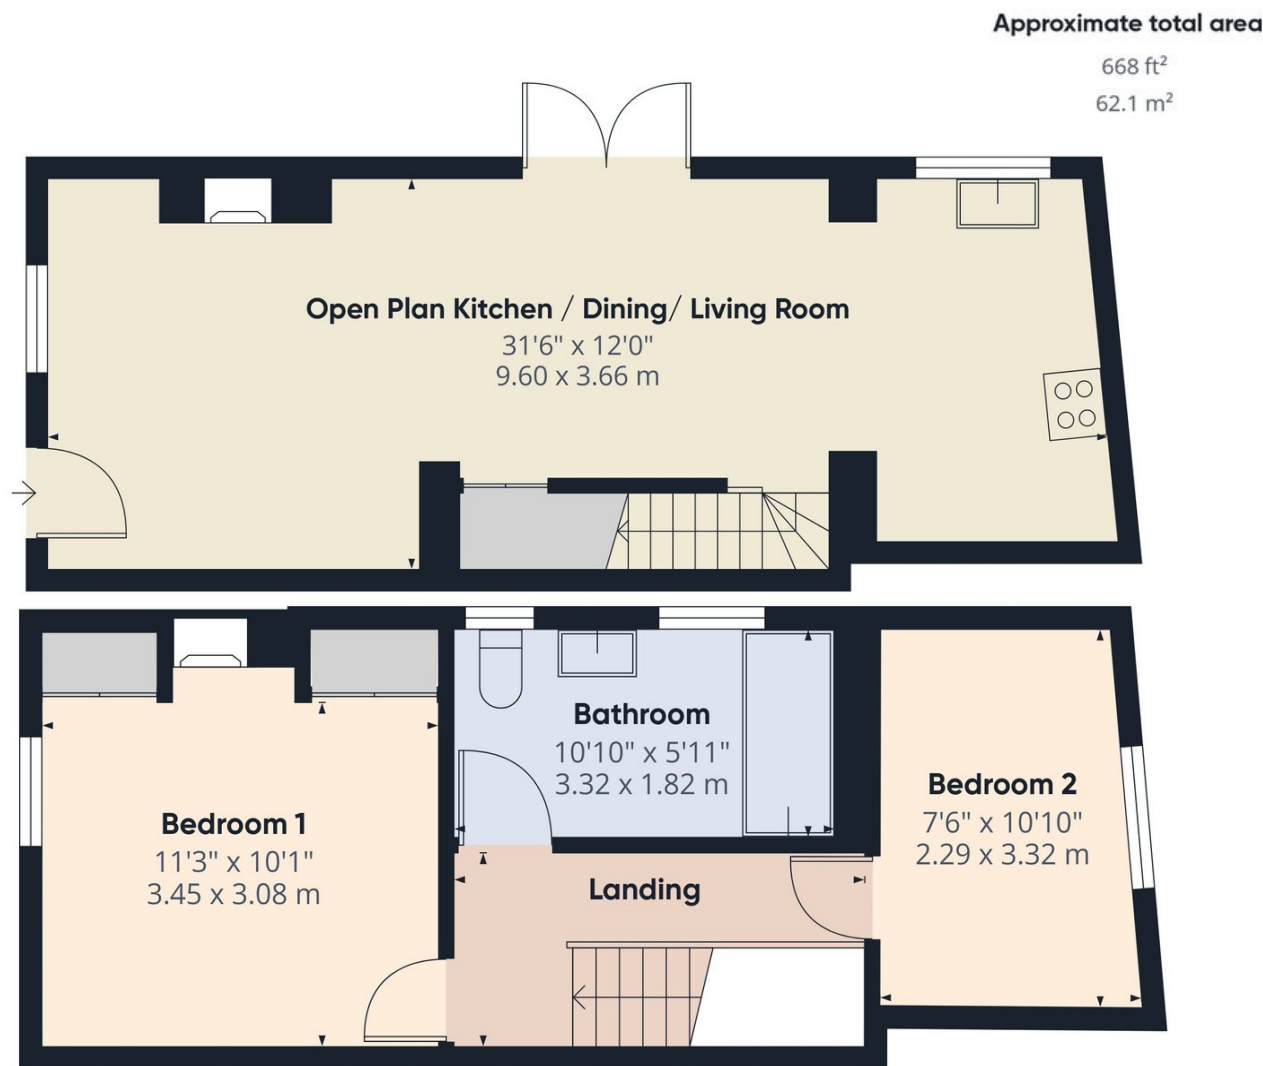 Approximate total area
668 ft²
62.1 m²
Open Plan Kitchen / Dining/ Living Room
31'6" x 12'0"
9.60 x 3.66 m
Bathroom
10'10" x 5'11"
3.32 x 1.82 m
Bedroom 2
7'6" x 10'10"
2.29 x 3.32 m
Bedroom 1
11'3" x 10'1"
3.45 x 3.08 m
Landing